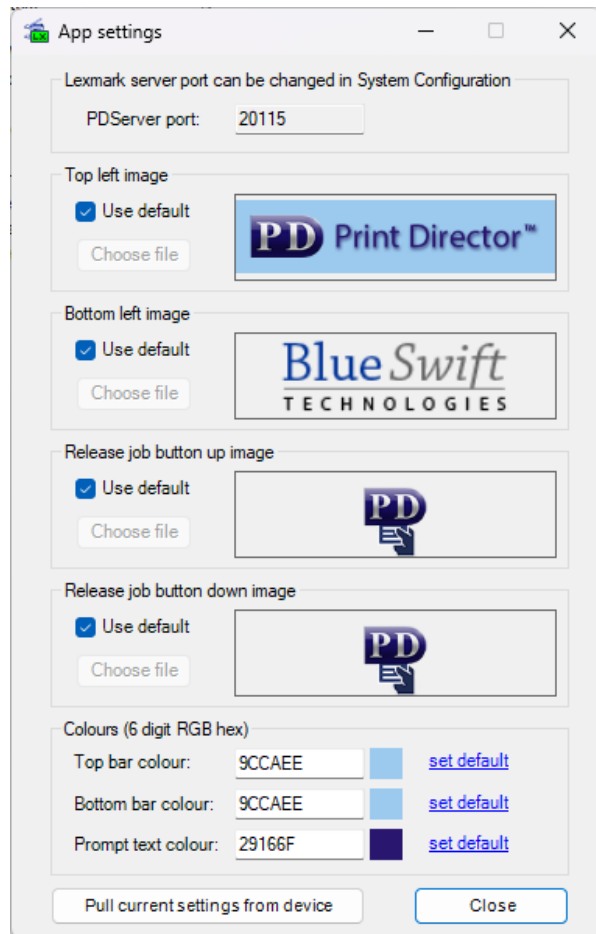 LX
App settings
Lexmark server port can be changed in System Configuration
PDServer port: 20115
Top left image
Use default
Choose file
PD Print Director™
Bottom left image
Use default
Choose file
Blue Swift
TECHNOLOGIES
Release job button up image
Use default
Choose file
PD
Release job button down image
Use default
Choose file
PD
Colours (6 digit RGB hex)
Top bar colour: 9CCAEE set default
Bottom bar colour: 9CCAEE set default
Prompt text colour: 29166F set default
Pull current settings from device Close